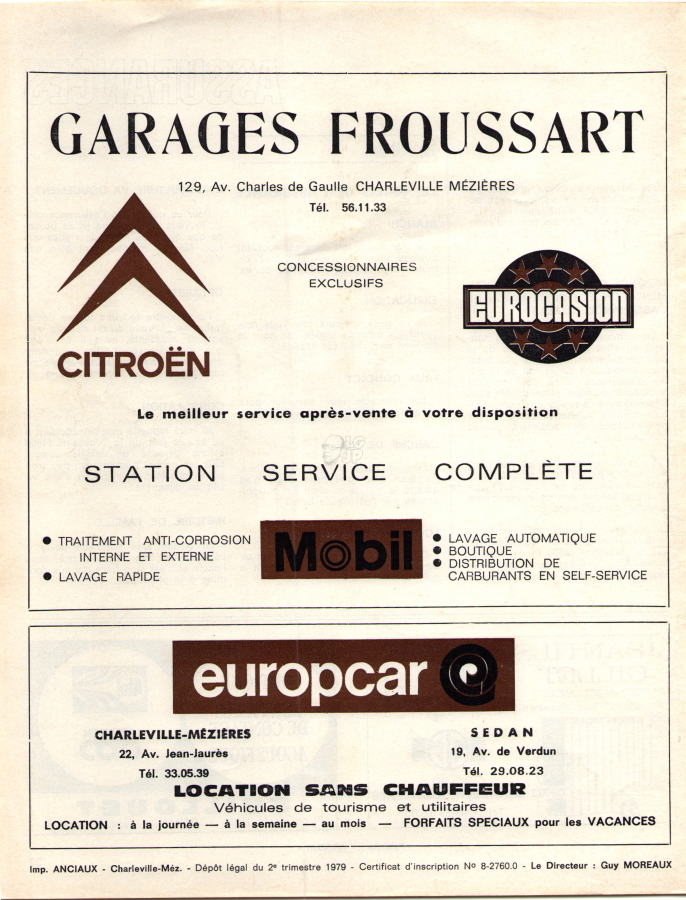 GARAGES FROUSSART
129, Av. Charles de Gaulle CHARLEVILLE MÉZIÈRES
Tél. 56.11.33
CONCESSIONNAIRES
EXCLUSIFS
CITROËN
EUROCASION
Le meilleur service après-vente à votre disposition
STATION SERVICE COMPLÈTE
● TRAITEMENT ANTI-CORROSION
INTERNE ET EXTERNE
● LAVAGE RAPIDE
Mobil
● LAVAGE AUTOMATIQUE
● BOUTIQUE
● DISTRIBUTION DE
CARBURANTS EN SELF-SERVICE
europcar
CHARLEVILLE-MÉZIÈRES
22, Av. Jean-Jaurès
Tél. 33.05.39
SEDAN
19, Av. de Verdun
Tél. 29.08.23
LOCATION SANS CHAUFFEUR
Véhicules de tourisme et utilitaires
LOCATION : à la journée — à la semaine — au mois — FORFAITS SPECIAUX pour les VACANCES
Imp. ANCIAUX - Charleville-Méz. - Dépôt légal du 2e trimestre 1979 - Certificat d'inscription No 8-2760.0 - Le Directeur : Guy MOREAUX